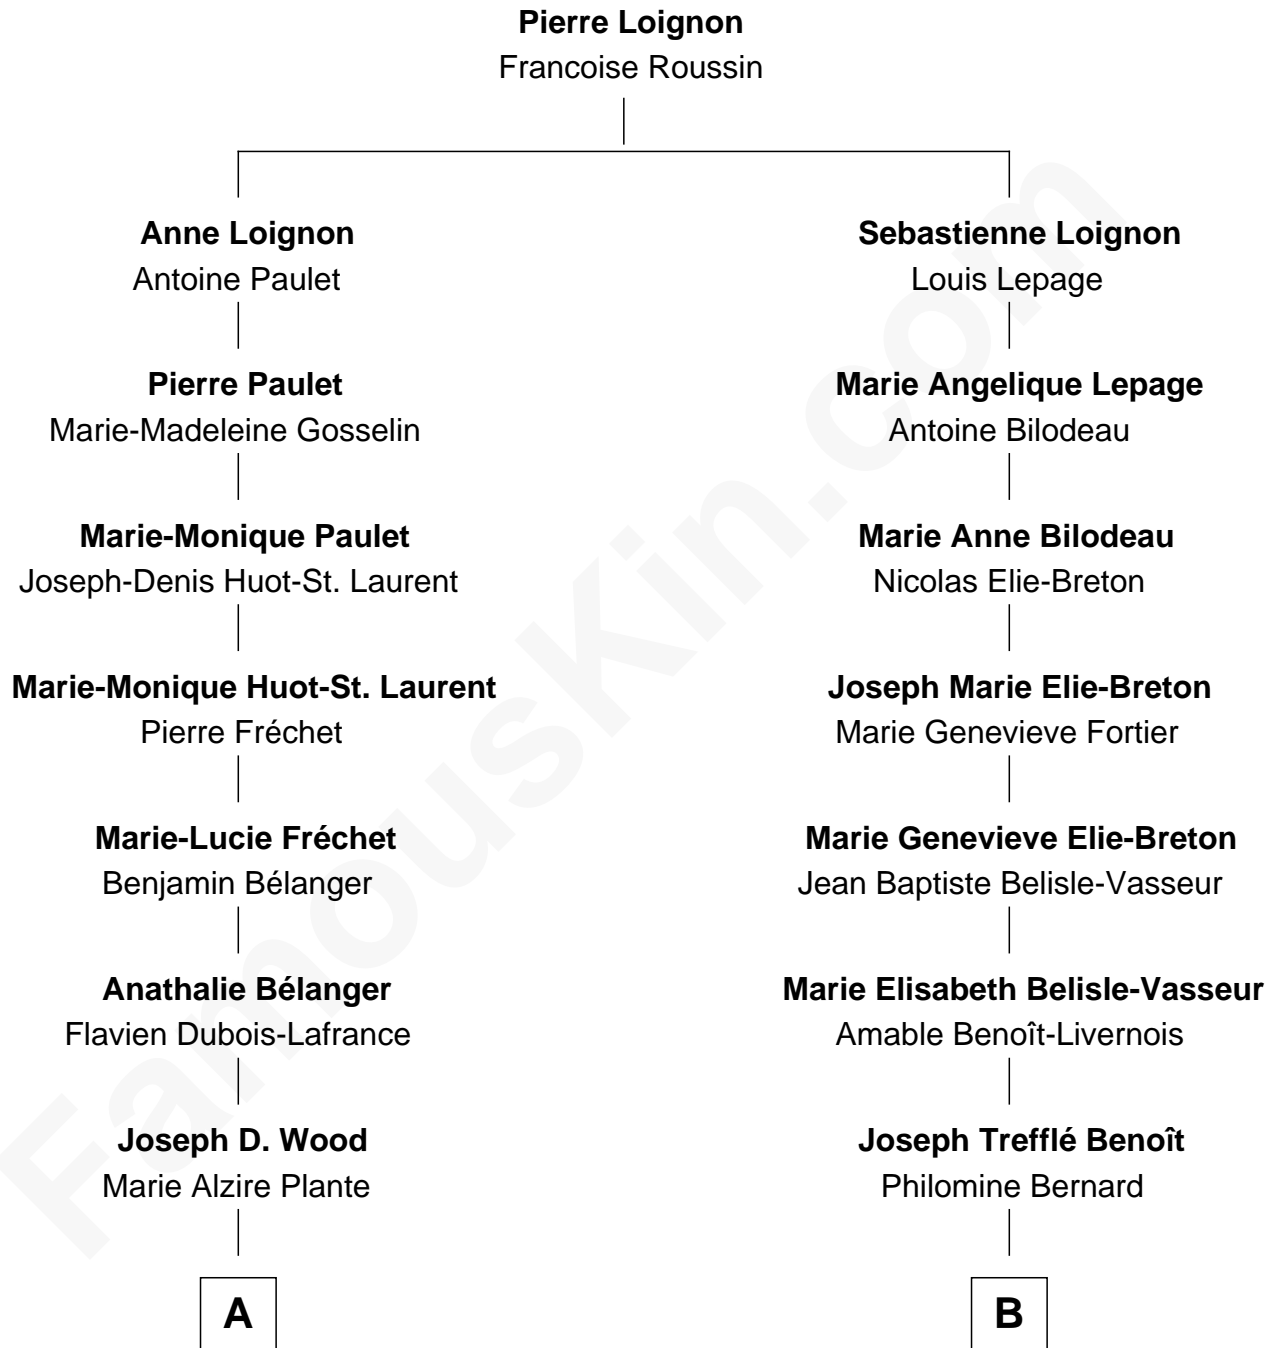 Pierre Loignon
Francoise Roussin
Anne Loignon
Antoine Paulet
Sebastienne Loignon
Louis Lepage
Pierre Paulet
Marie-Madeleine Gosselin
Marie Angelique Lepage
Antoine Bilodeau
Marie-Monique Paulet
Joseph-Denis Huot-St. Laurent
Marie Anne Bilodeau
Nicolas Elie-Breton
Marie-Monique Huot-St. Laurent
Pierre Fréchet
Joseph Marie Elie-Breton
Marie Genevieve Fortier
Marie-Lucie Fréchet
Benjamin Bélanger
Marie Genevieve Elie-Breton
Jean Baptiste Belisle-Vasseur
Anathalie Bélanger
Flavien Dubois-Lafrance
Marie Elisabeth Belisle-Vasseur
Amable Benoît-Livernois
Joseph D. Wood
Marie Alzire Plante
Joseph Trefflé Benoît
Philomine Bernard
A
B
FamousKin.com